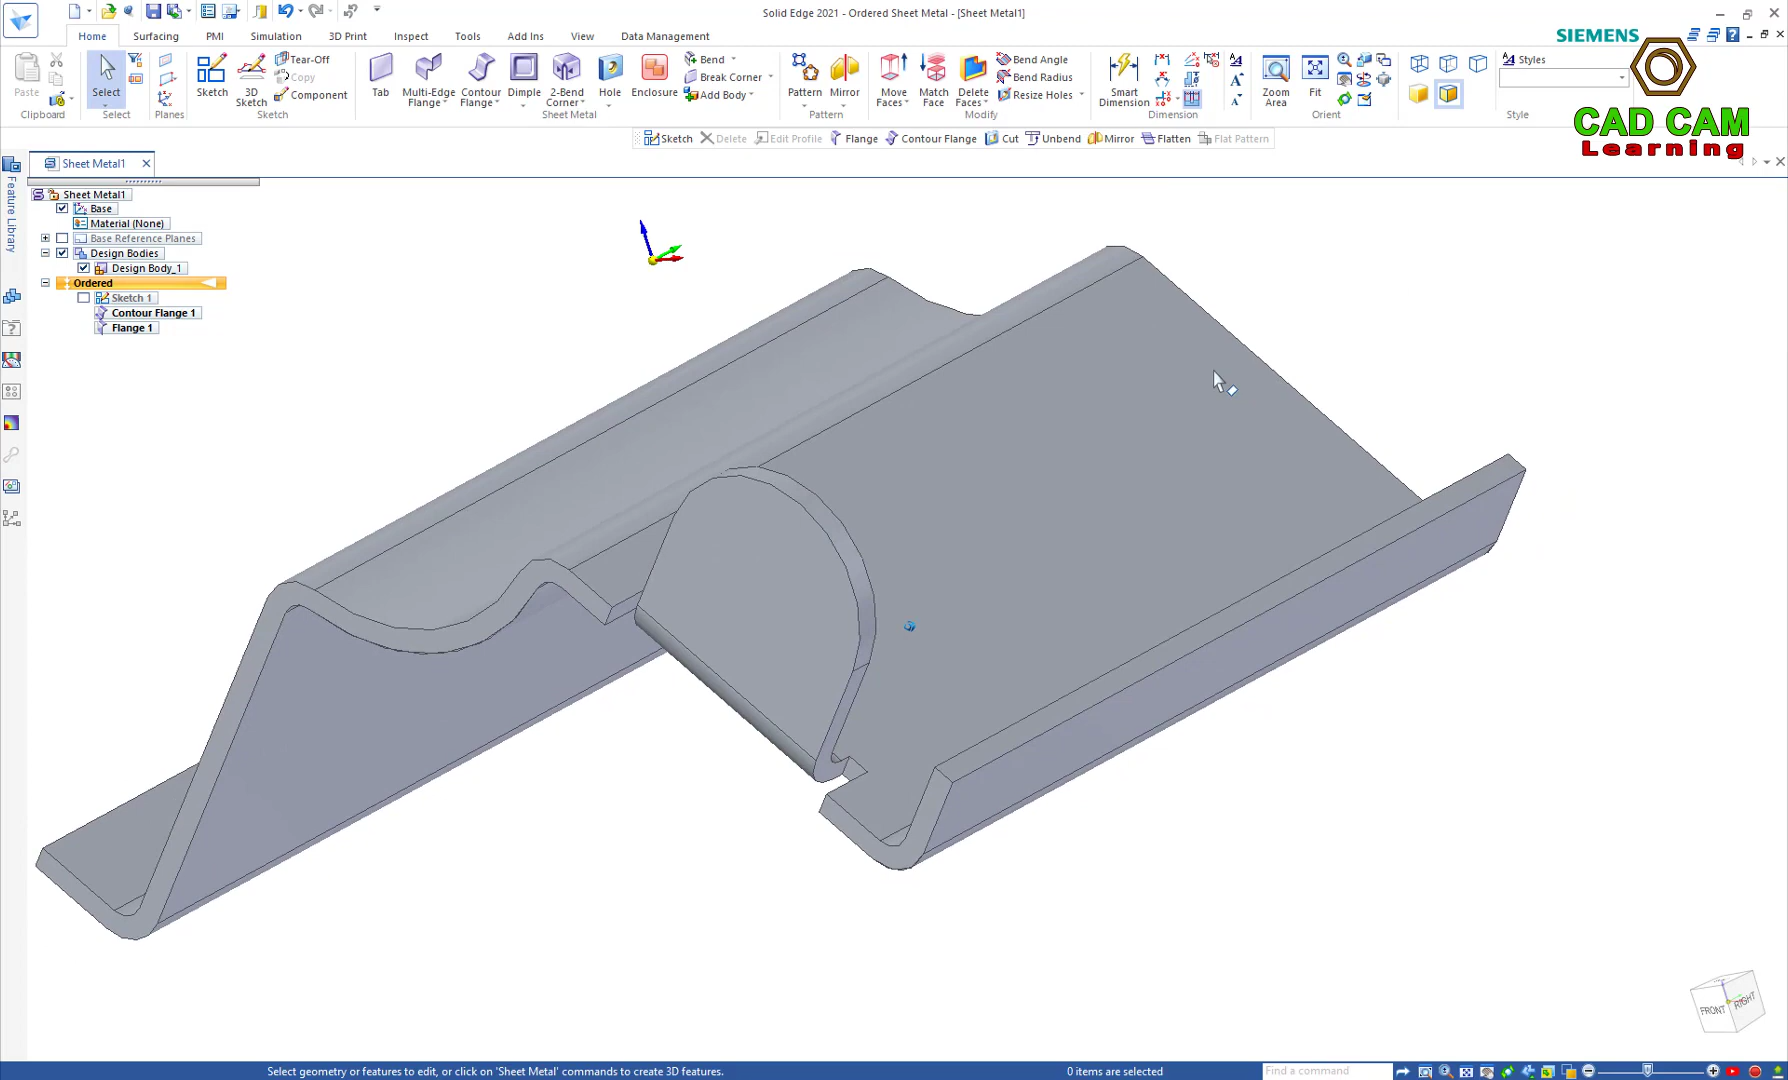 Solid Edge 2021 - Ordered Sheet Metal - [Sheet Metal1]
Home Surfacing PMI Simulation 3D Print Inspect Tools Add Ins View Data Management
SIEMENS
Paste
Clipboard
Select
Select
Planes
Sketch
3D Sketch
Tear-Off
Copy
Component
Sketch
Tab
Multi-Edge Flange
Contour Flange
Dimple
2-Bend Corner
Hole
Enclosure
Bend
Break Corner
Add Body
Sheet Metal
Pattern
Mirror
Pattern
Move Faces
Match Face
Delete Faces
Bend Angle
Bend Radius
Resize Holes
Modify
Smart Dimension
Dimension
Zoom Area
Fit
Orient
Styles
Style
CAD CAM
Learning
Sketch Delete Edit Profile Flange Contour Flange Cut Unbend Mirror Flatten Flat Pattern
Sheet Metal1
Feature Library
Sheet Metal1
Base
Material (None)
Base Reference Planes
Design Bodies
Design Body_1
Ordered
Sketch 1
Contour Flange 1
Flange 1
FRONT
RIGHT
Select geometry or features to edit, or click on 'Sheet Metal' commands to create 3D features.
0 items are selected
Find a command